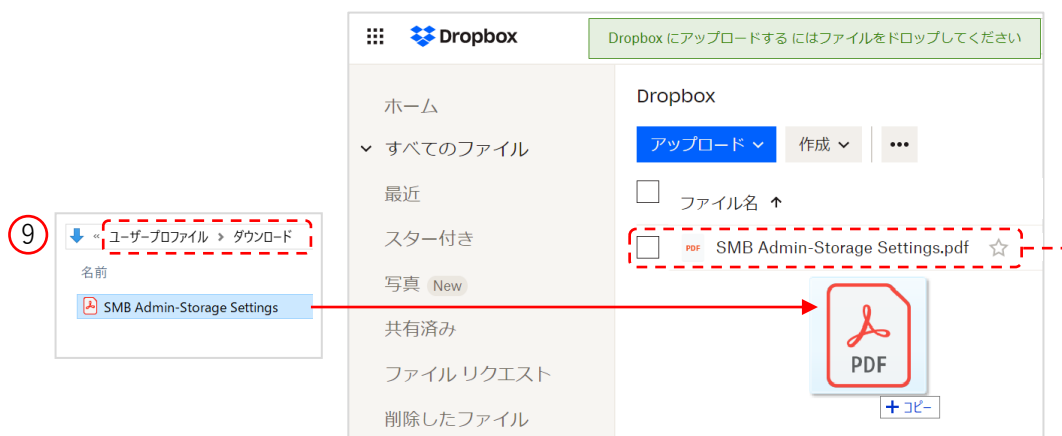 ⑨
« ユーザープロファイル > ダウンロード
名前
SMB Admin-Storage Settings
Dropbox
Dropbox にアップロードする にはファイルをドロップしてください
ホーム
すべてのファイル
最近
スター付き
写真 New
共有済み
ファイル リクエスト
削除したファイル
Dropbox
アップロード 作成 •••
ファイル名 ↑
PDF SMB Admin-Storage Settings.pdf
PDF
+ コピー